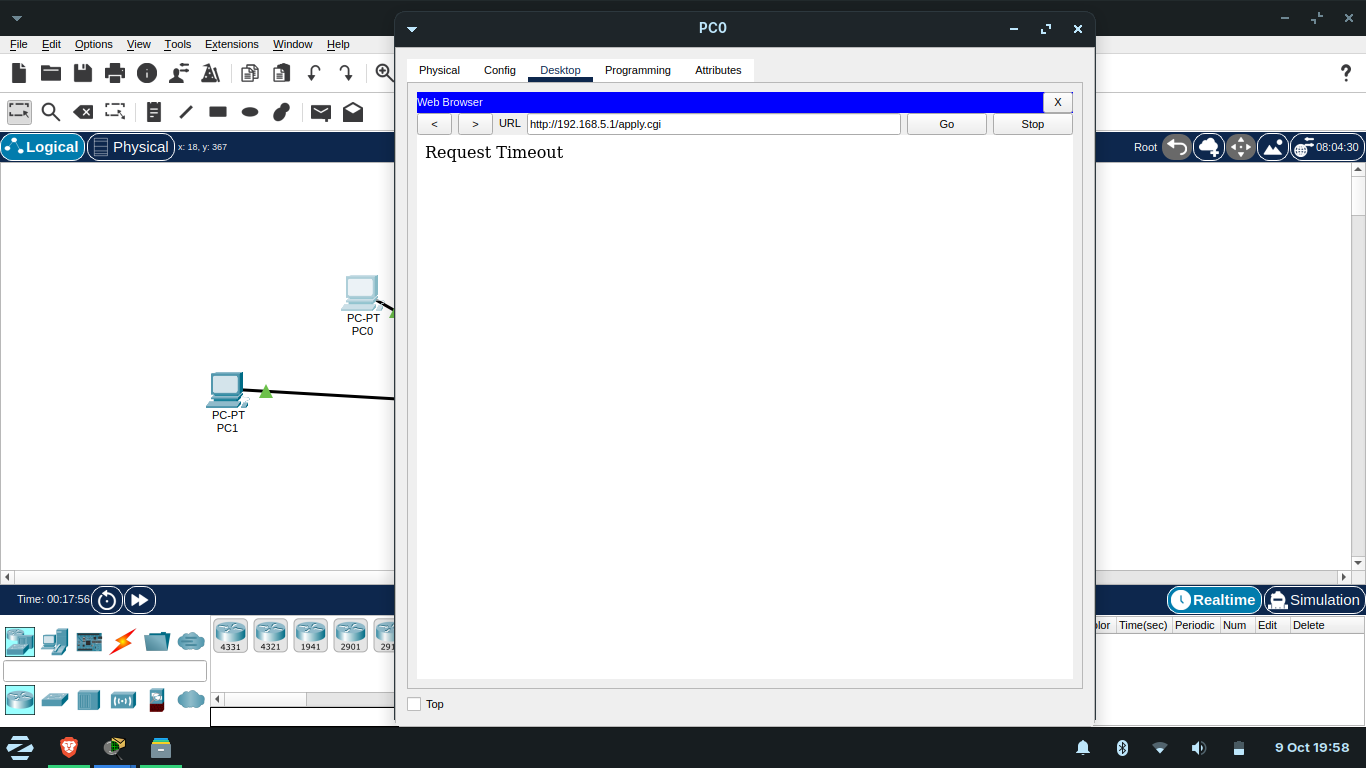 PC0
File Edit Options View Tools Extensions Window Help
Physical Config Desktop Programming Attributes
?
Web Browser X
< > URL http://192.168.5.1/apply.cgi Go Stop
Logical Physical x: 18, y: 367
Root 08:04:30
Request Timeout
PC-PT
PC0
PC-PT
PC1
Time: 00:17:56
Realtime Simulation
4331 4321 1941 2901 291
olor Time(sec) Periodic Num Edit Delete
Top
9 Oct 19:58